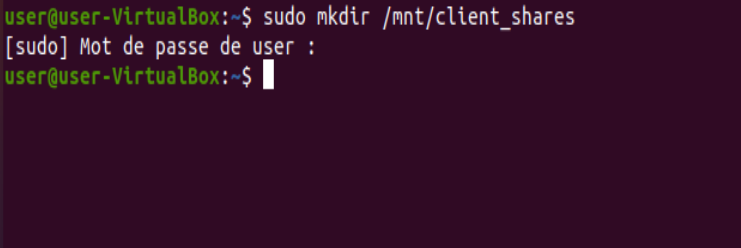 user@user-VirtualBox:~$ sudo mkdir /mnt/client_shares
[sudo] Mot de passe de user :
user@user-VirtualBox:~$